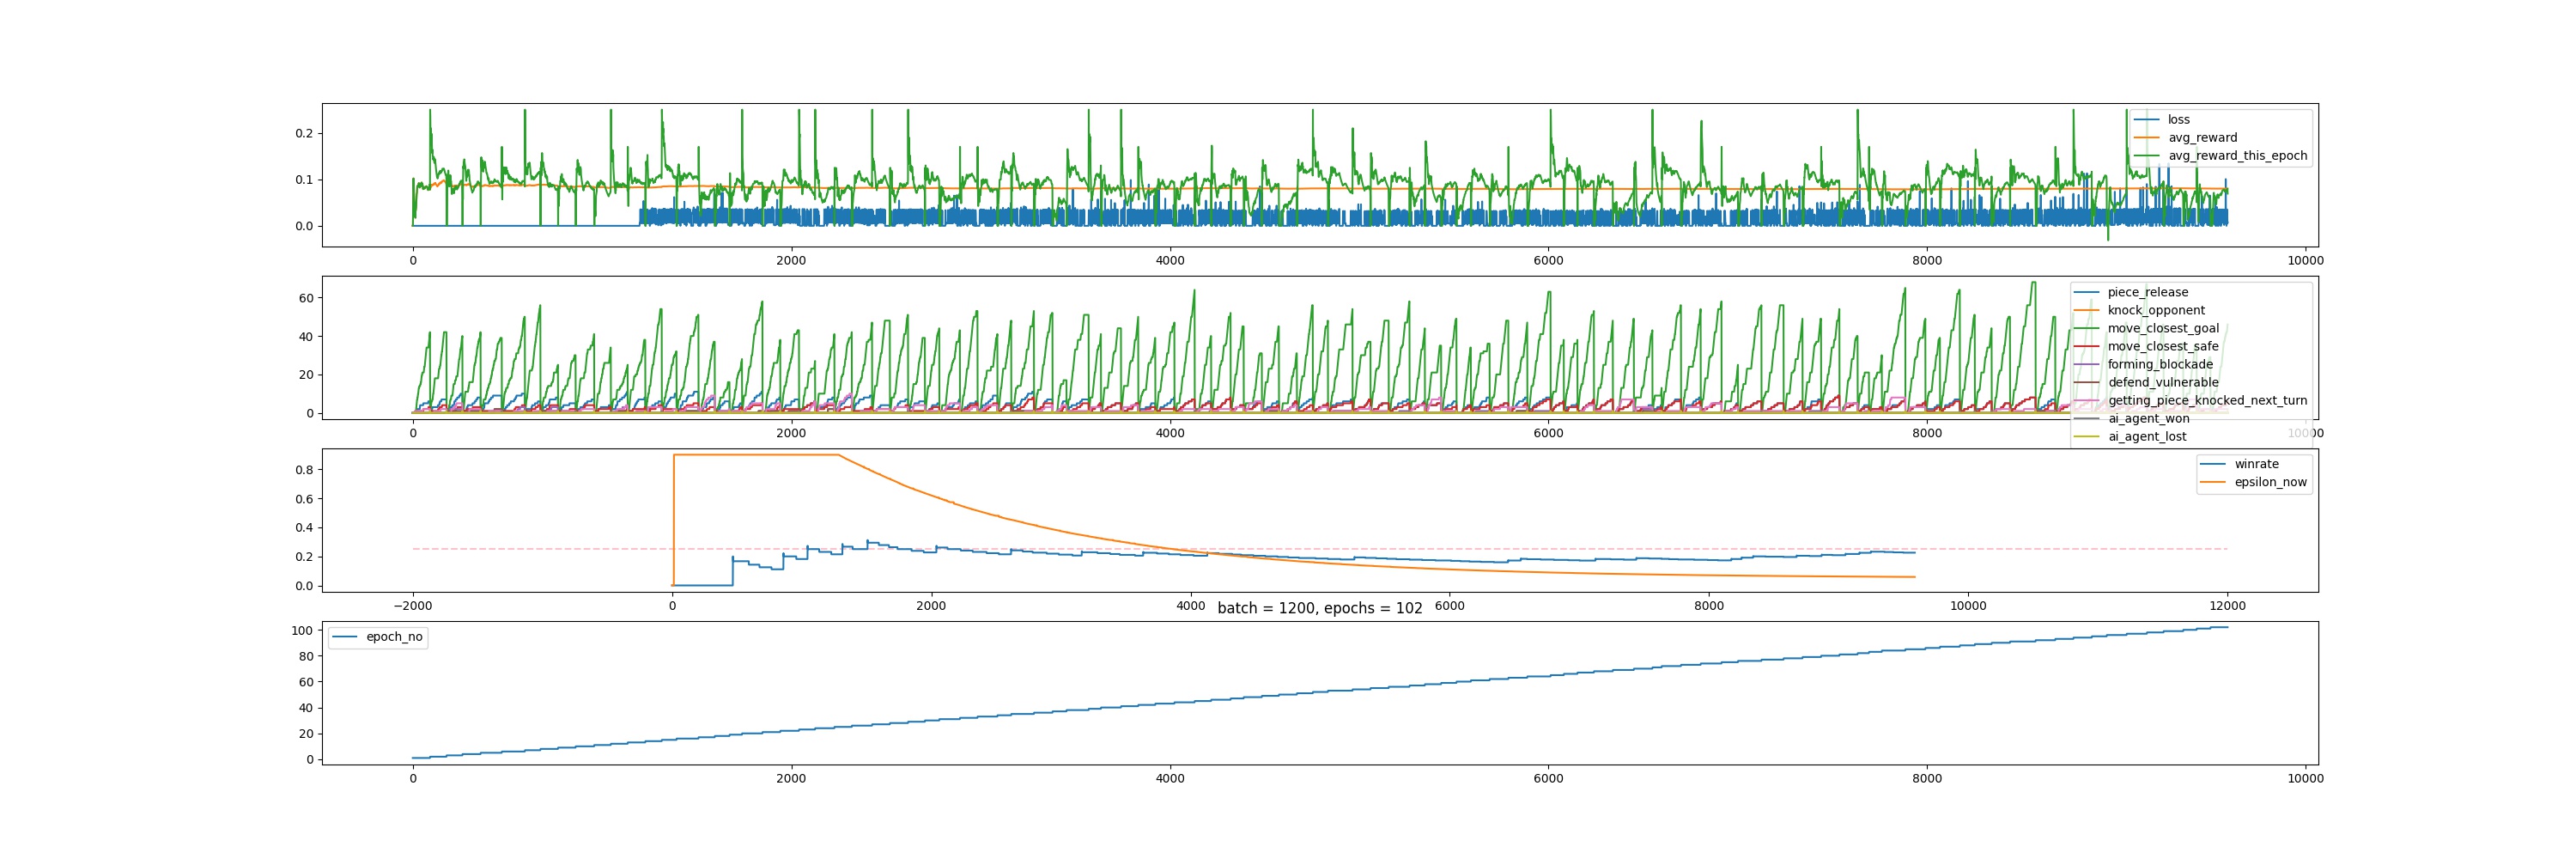 0.2
0.1
0.0
loss
avg_reward
avg_reward_this_epoch
0 2000 4000 6000 8000 10000
60
40
20
0
piece_release
knock_opponent
move_closest_goal
move_closest_safe
forming_blockade
defend_vulnerable
getting_piece_knocked_next_turn
ai_agent_won
ai_agent_lost
0 2000 4000 6000 8000 10000
0.8
0.6
0.4
0.2
0.0
winrate
epsilon_now
−2000 0 2000 4000 6000 8000 10000 12000
batch = 1200, epochs = 102
100
80
60
40
20
0
epoch_no
0 2000 4000 6000 8000 10000